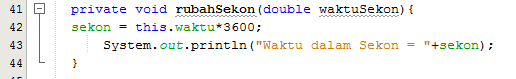 41 private void rubahSekon(double waktuSekon){
42 sekon = this.waktu*3600;
43 System.out.println("Waktu dalam Sekon = "+sekon);
44 }